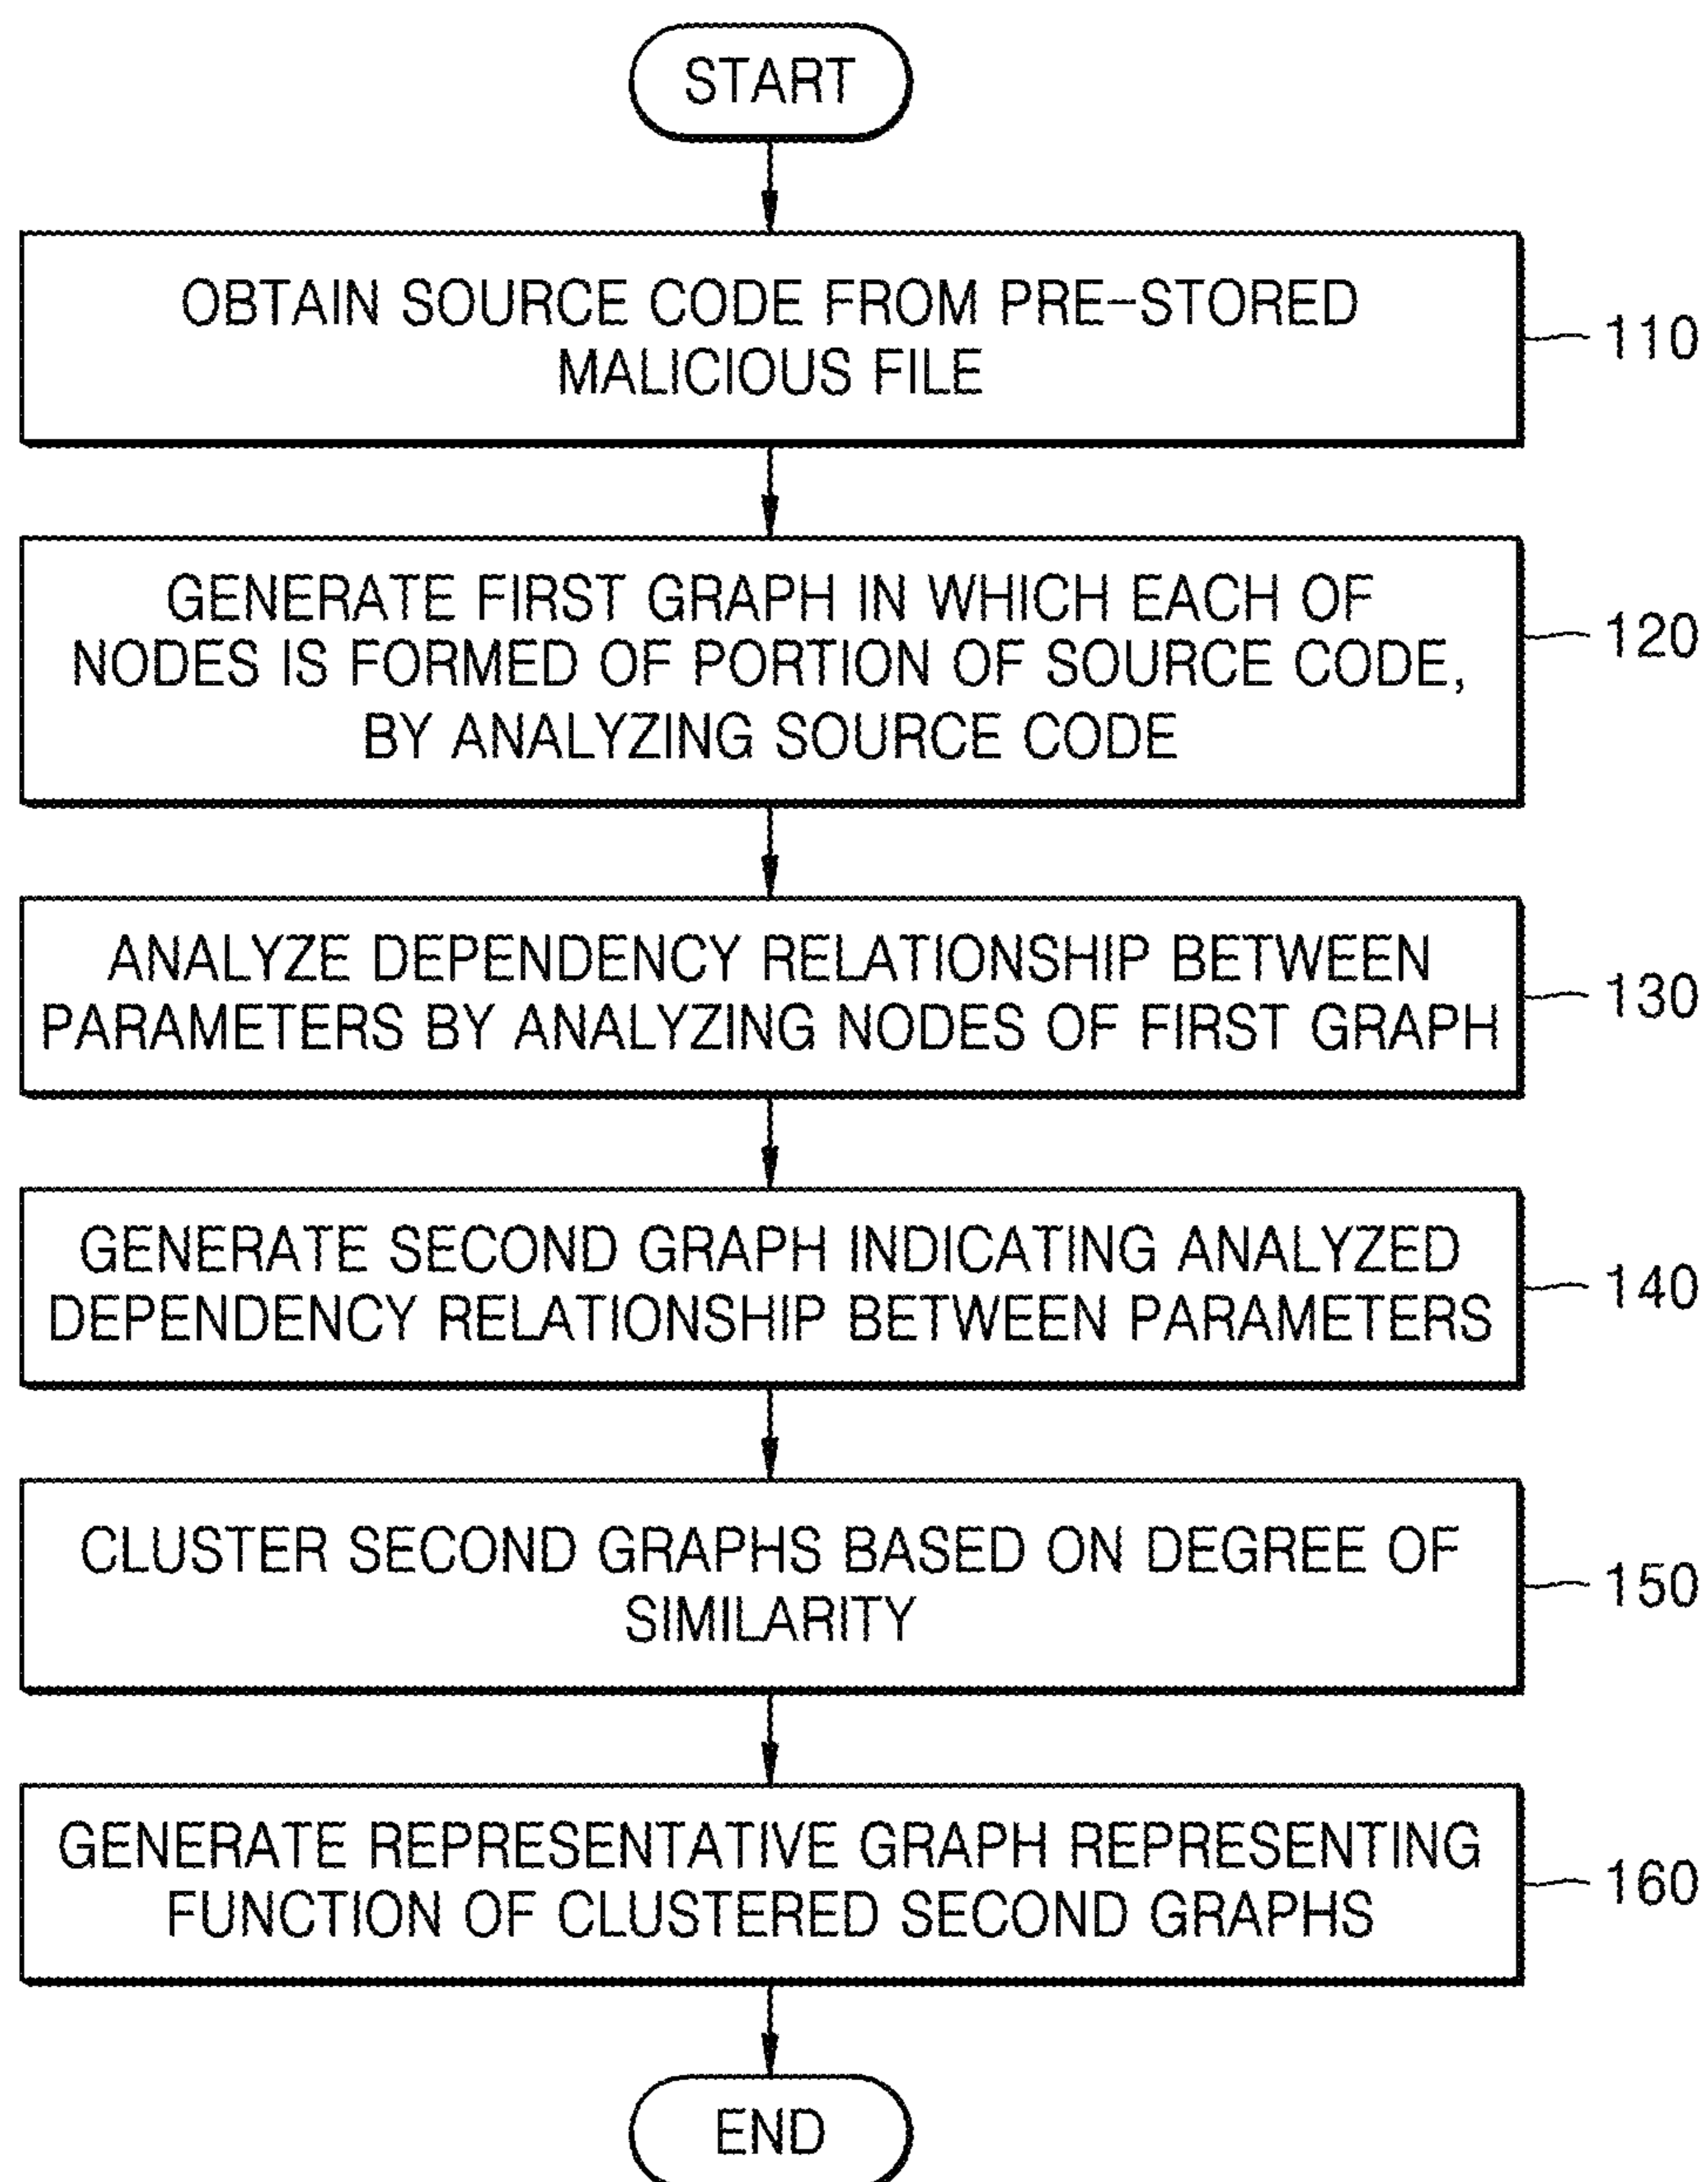 START
OBTAIN SOURCE CODE FROM PRE-STORED
MALICIOUS FILE
110
GENERATE FIRST GRAPH IN WHICH EACH OF
NODES IS FORMED OF PORTION OF SOURCE CODE,
BY ANALYZING SOURCE CODE
120
ANALYZE DEPENDENCY RELATIONSHIP BETWEEN
PARAMETERS BY ANALYZING NODES OF FIRST GRAPH
130
GENERATE SECOND GRAPH INDICATING ANALYZED
DEPENDENCY RELATIONSHIP BETWEEN PARAMETERS
140
CLUSTER SECOND GRAPHS BASED ON DEGREE OF
SIMILARITY
150
GENERATE REPRESENTATIVE GRAPH REPRESENTING
FUNCTION OF CLUSTERED SECOND GRAPHS
160
END